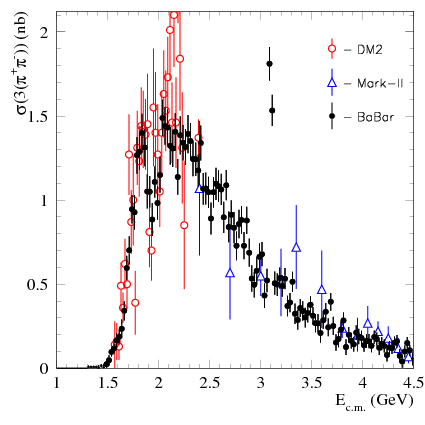 σ(3(π⁺π⁻)) (nb)
2
1.5
1
0.5
0
– DM2
– Mark–II
– BaBar
1 1.5 2 2.5 3 3.5 4 4.5
E_c.m. (GeV)